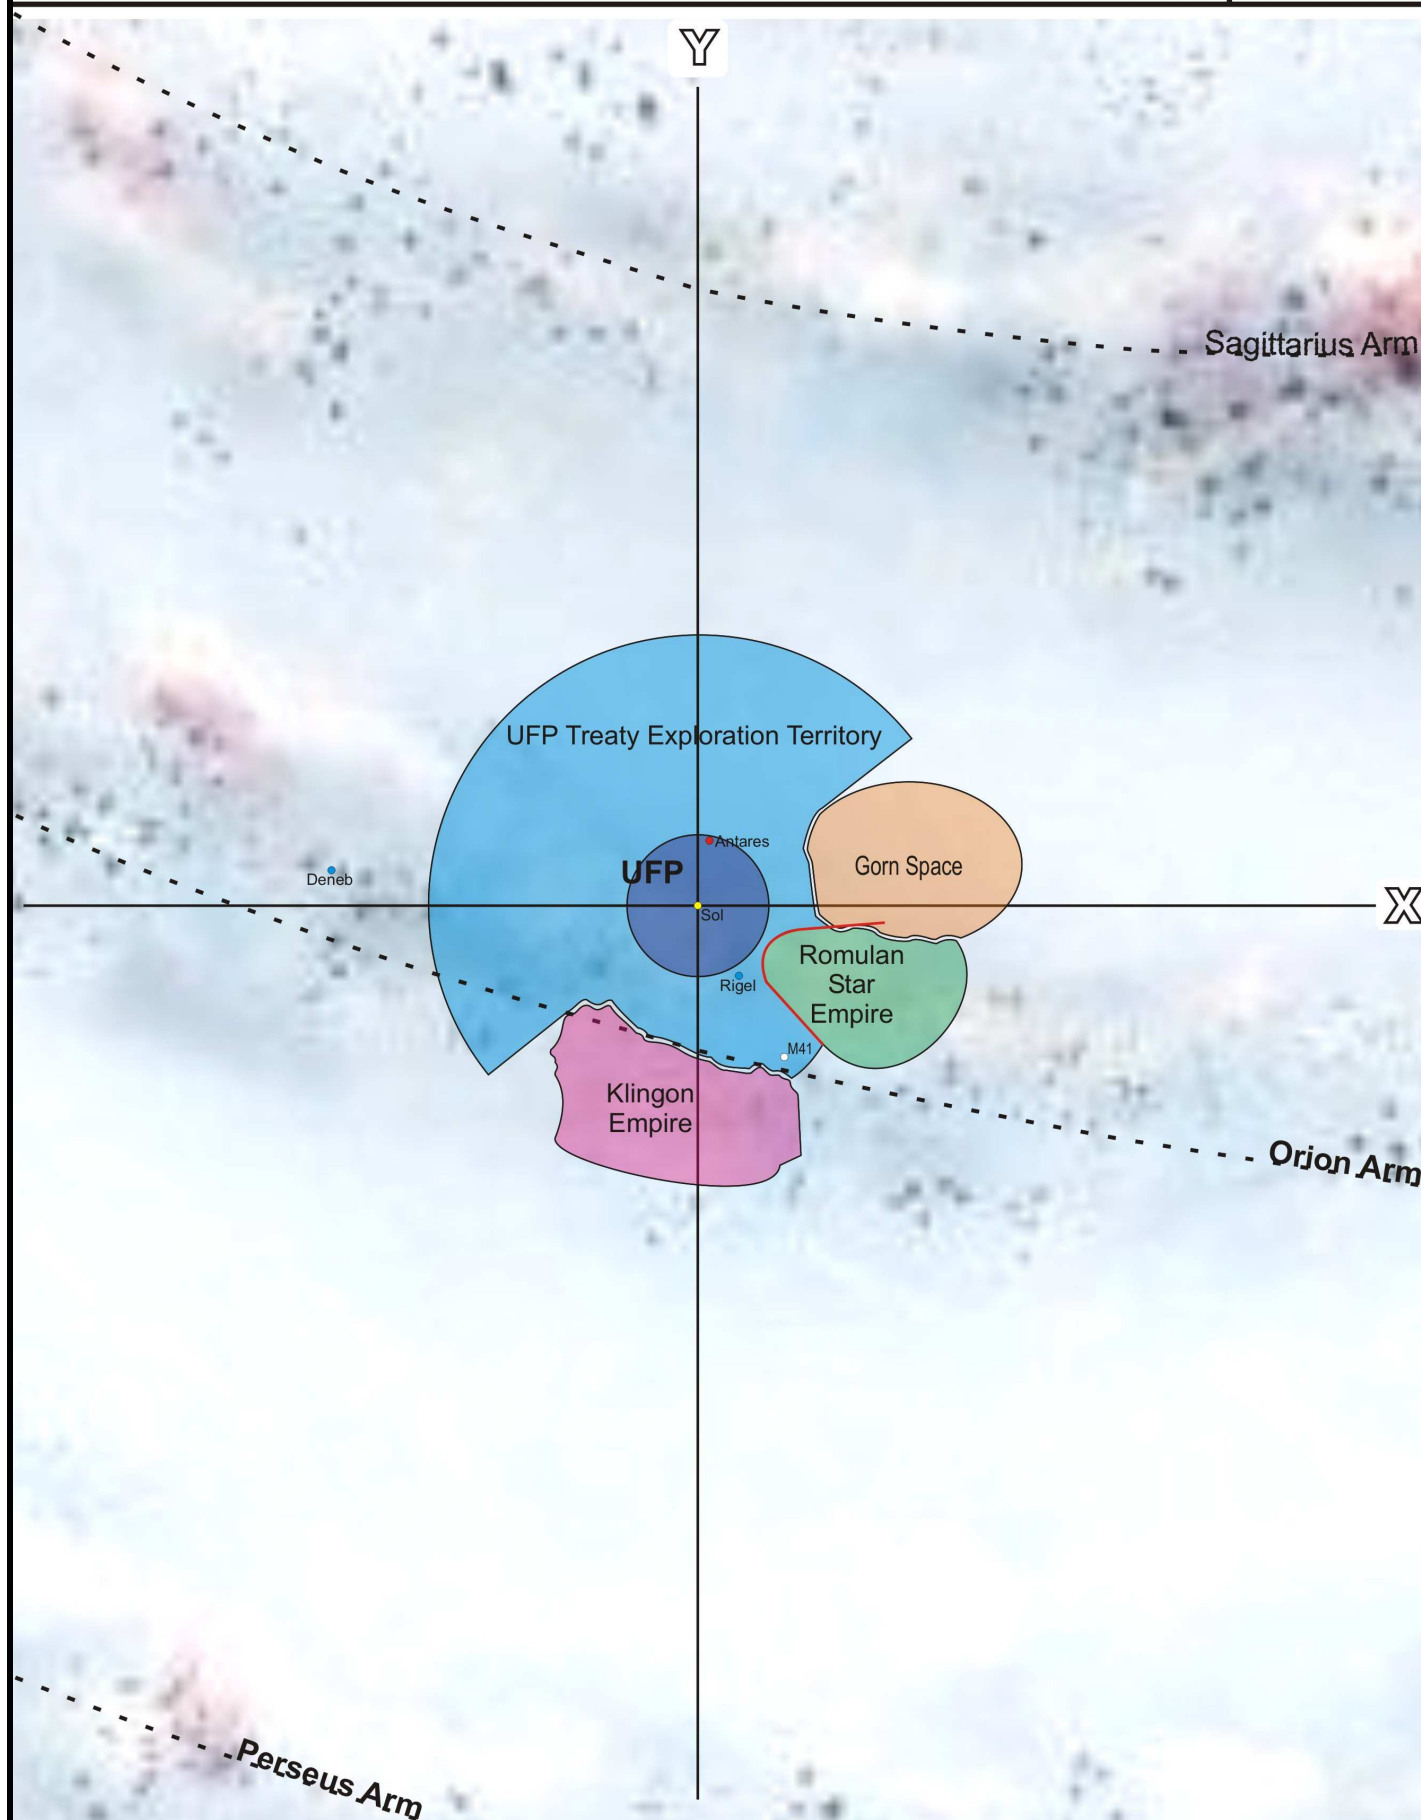 Y
Sagittarius Arm
UFP Treaty Exploration Territory
Antares
UFP
Gorn Space
Deneb
X
Sol
Romulan
Star
Empire
Rigel
M41
Klingon
Empire
Orion Arm
Perseus Arm